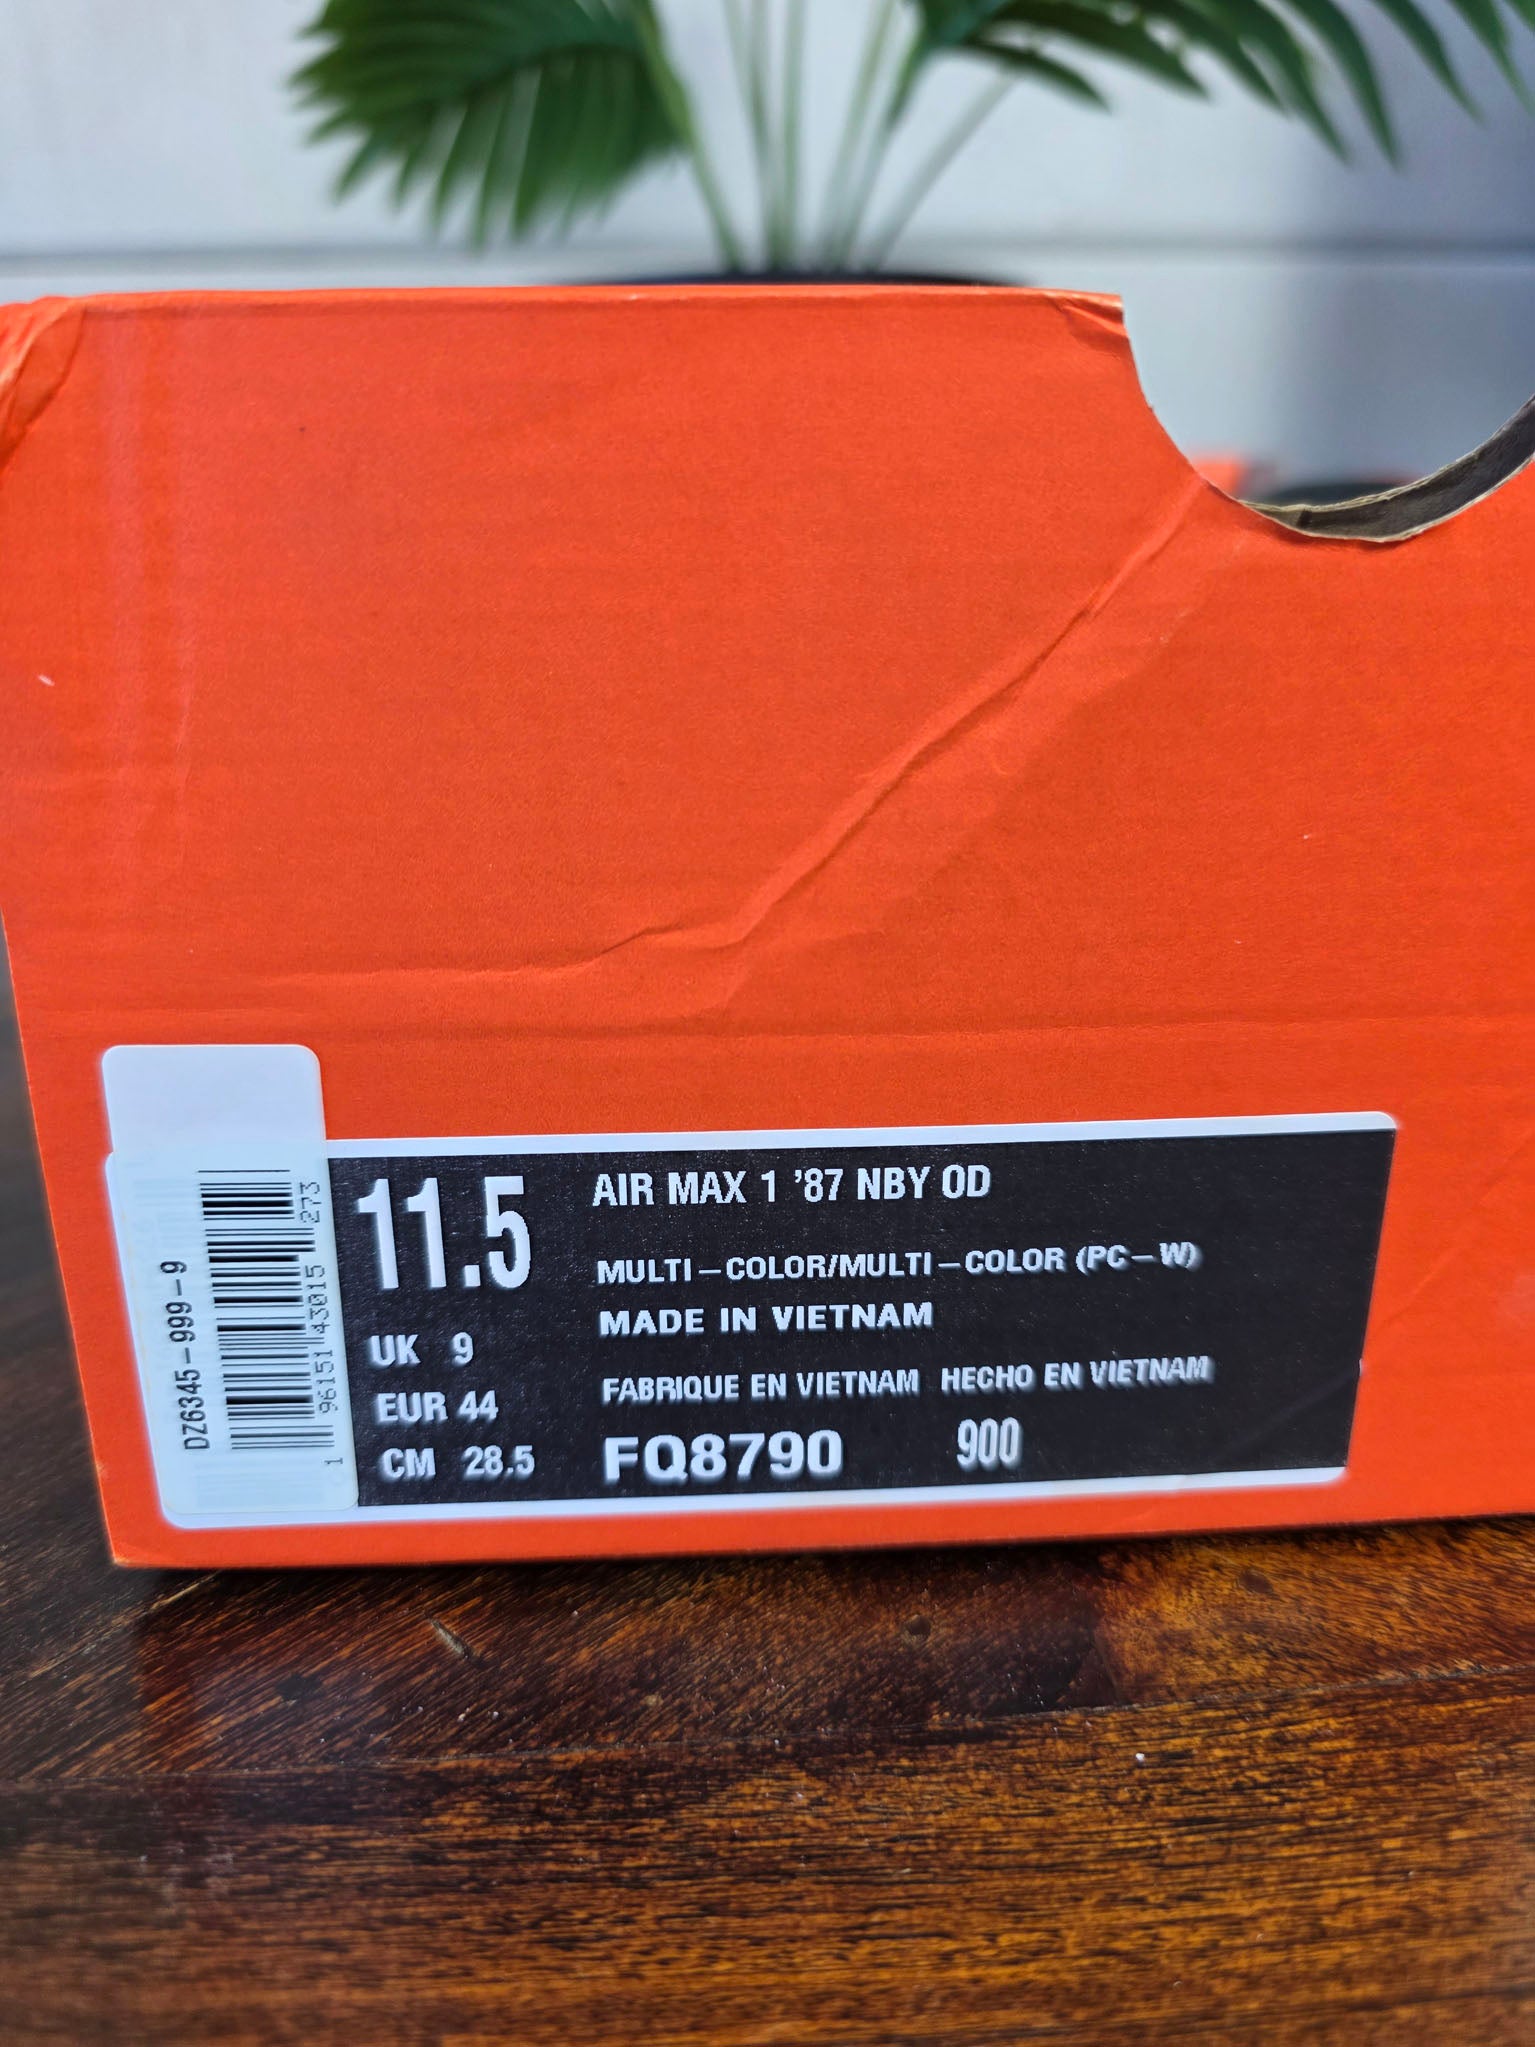 DZ6345-999-9
1 96151 43015 273
11.5
UK 9
EUR 44
CM 28.5
AIR MAX 1 '87 NBY OD
MULTI-COLOR/MULTI-COLOR (PC-W)
MADE IN VIETNAM
FABRIQUE EN VIETNAM HECHO EN VIETNAM
FQ8790 900